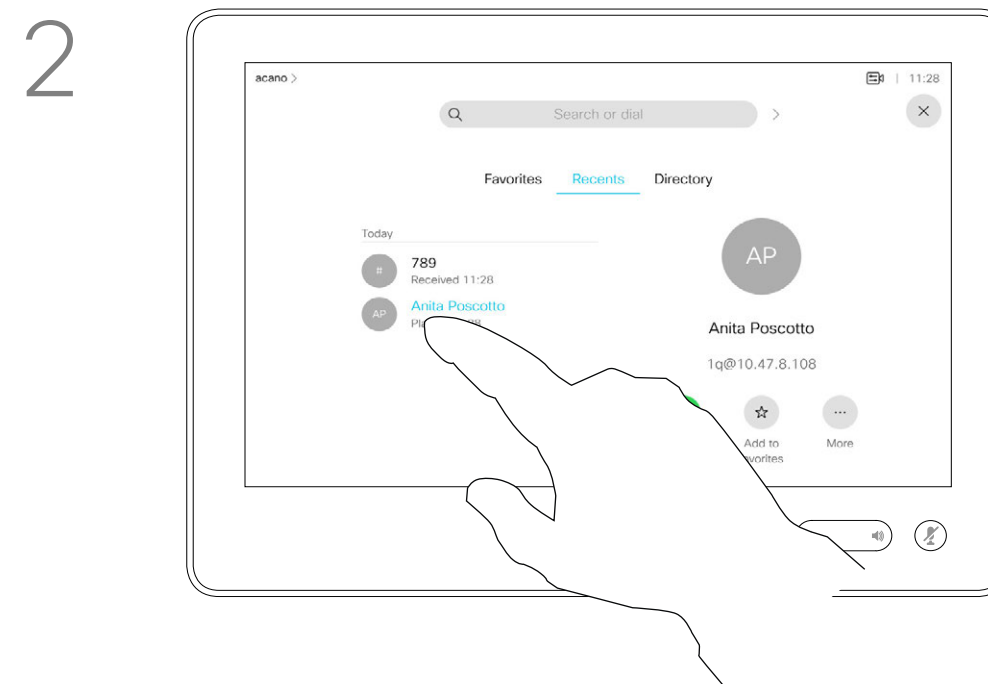 2
acano >
11:28
Search or dial
Favorites Recents Directory
Today
#
789
Received 11:28
AP
Anita Poscotto
AP
Anita Poscotto
1q@10.47.8.108
Add to
More